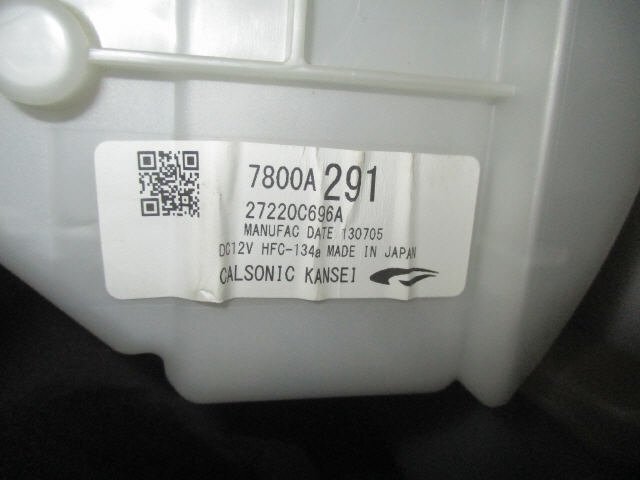 7800A 291
27220C696A
MANUFAC DATE 130705
DC12V HFC-134a MADE IN JAPAN
CALSONIC KANSEI